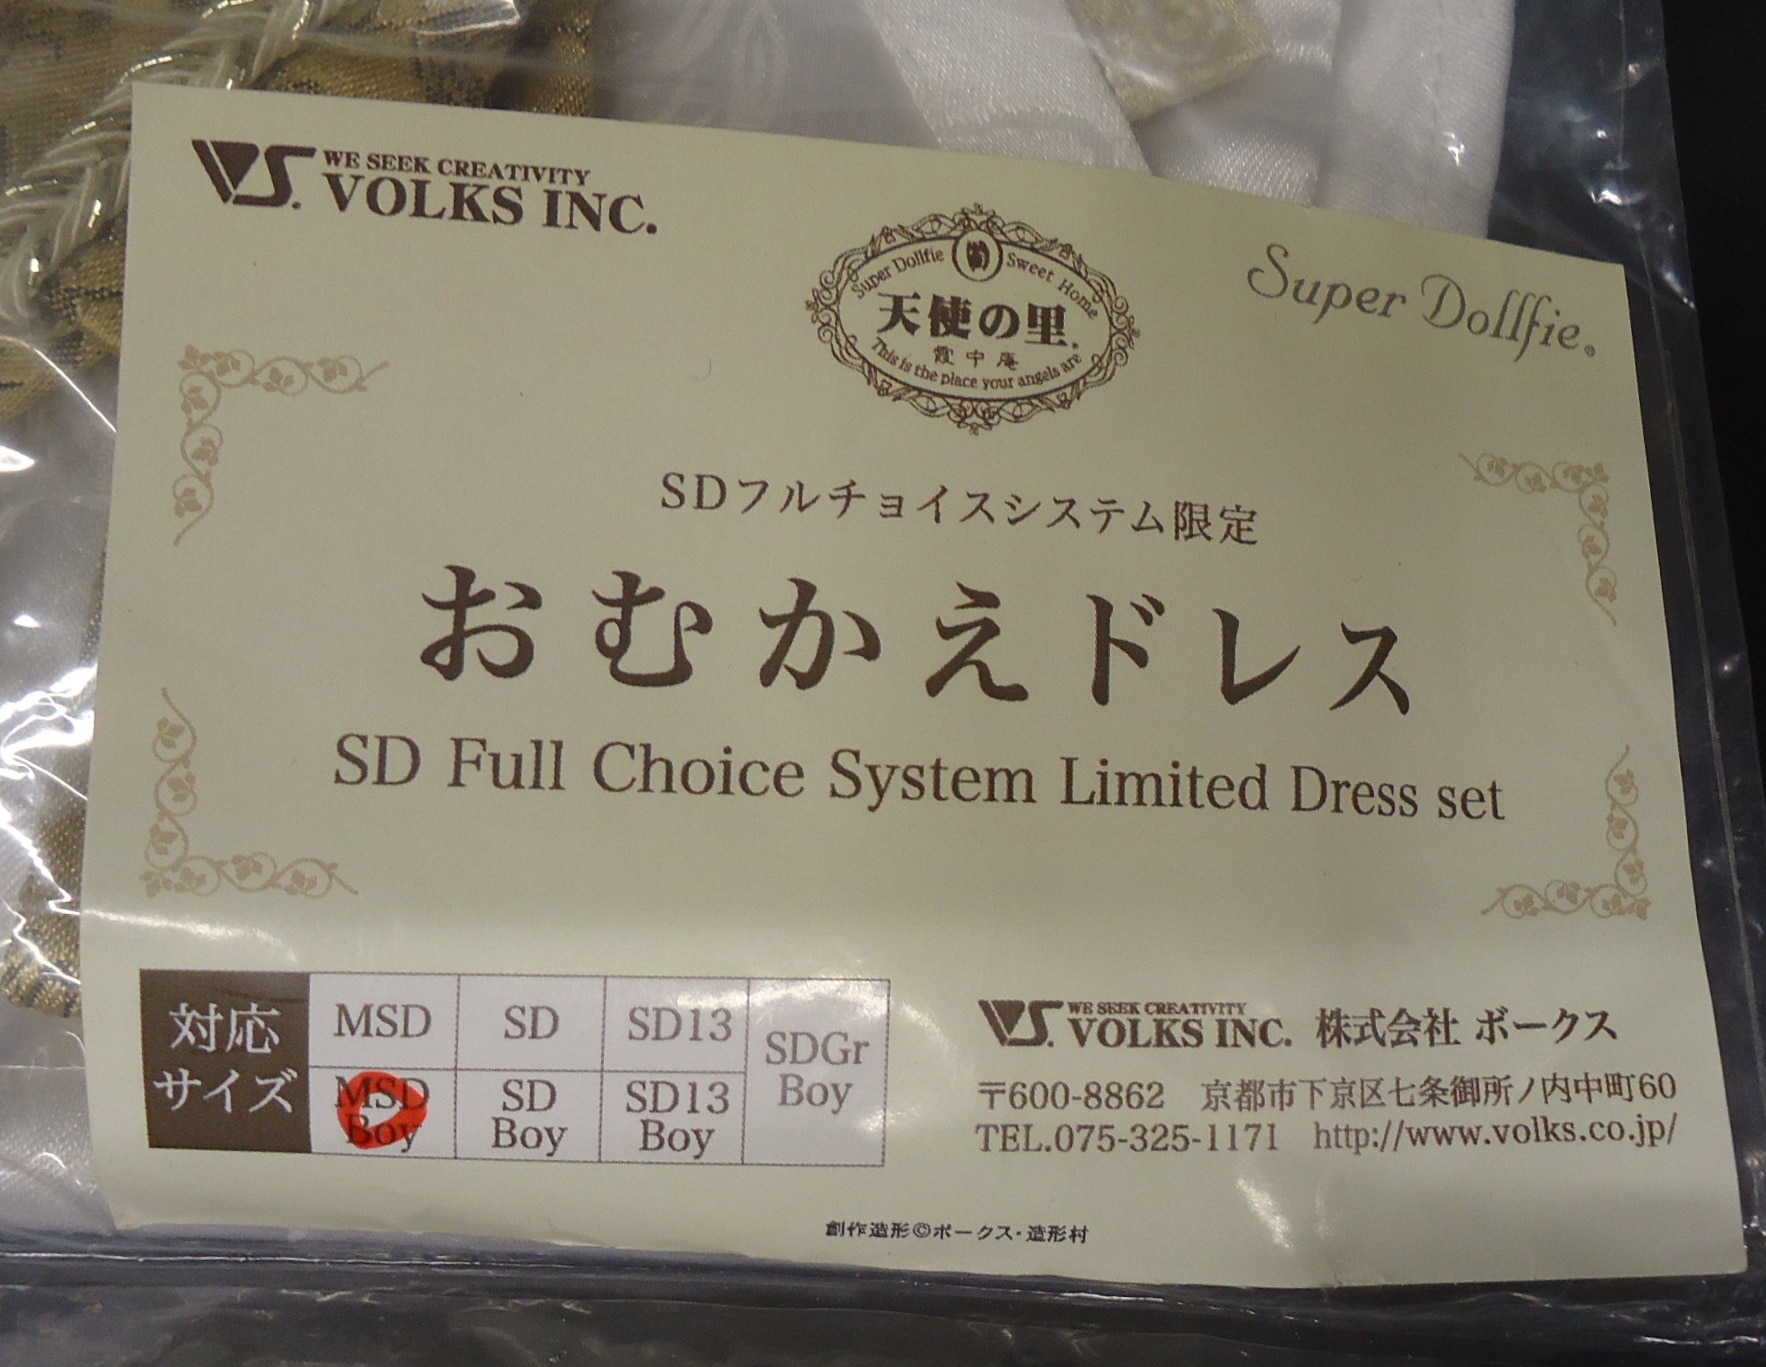 VS. WE SEEK CREATIVITY
VOLKS INC.
Super Dollfie Sweet Home
天使の里.
霞中庵
This is the place your angels are
Super Dollfie®
SDフルチョイスシステム限定
おむかえドレス
SD Full Choice System Limited Dress set
対応サイズ
MSD SD SD13 SDGr Boy
MSD Boy SD Boy SD13 Boy
VS. WE SEEK CREATIVITY
VOLKS INC. 株式会社 ボークス
〒600-8862 京都市下京区七条御所ノ内中町60
TEL.075-325-1171 http://www.volks.co.jp/
創作造形©ボークス・造形村